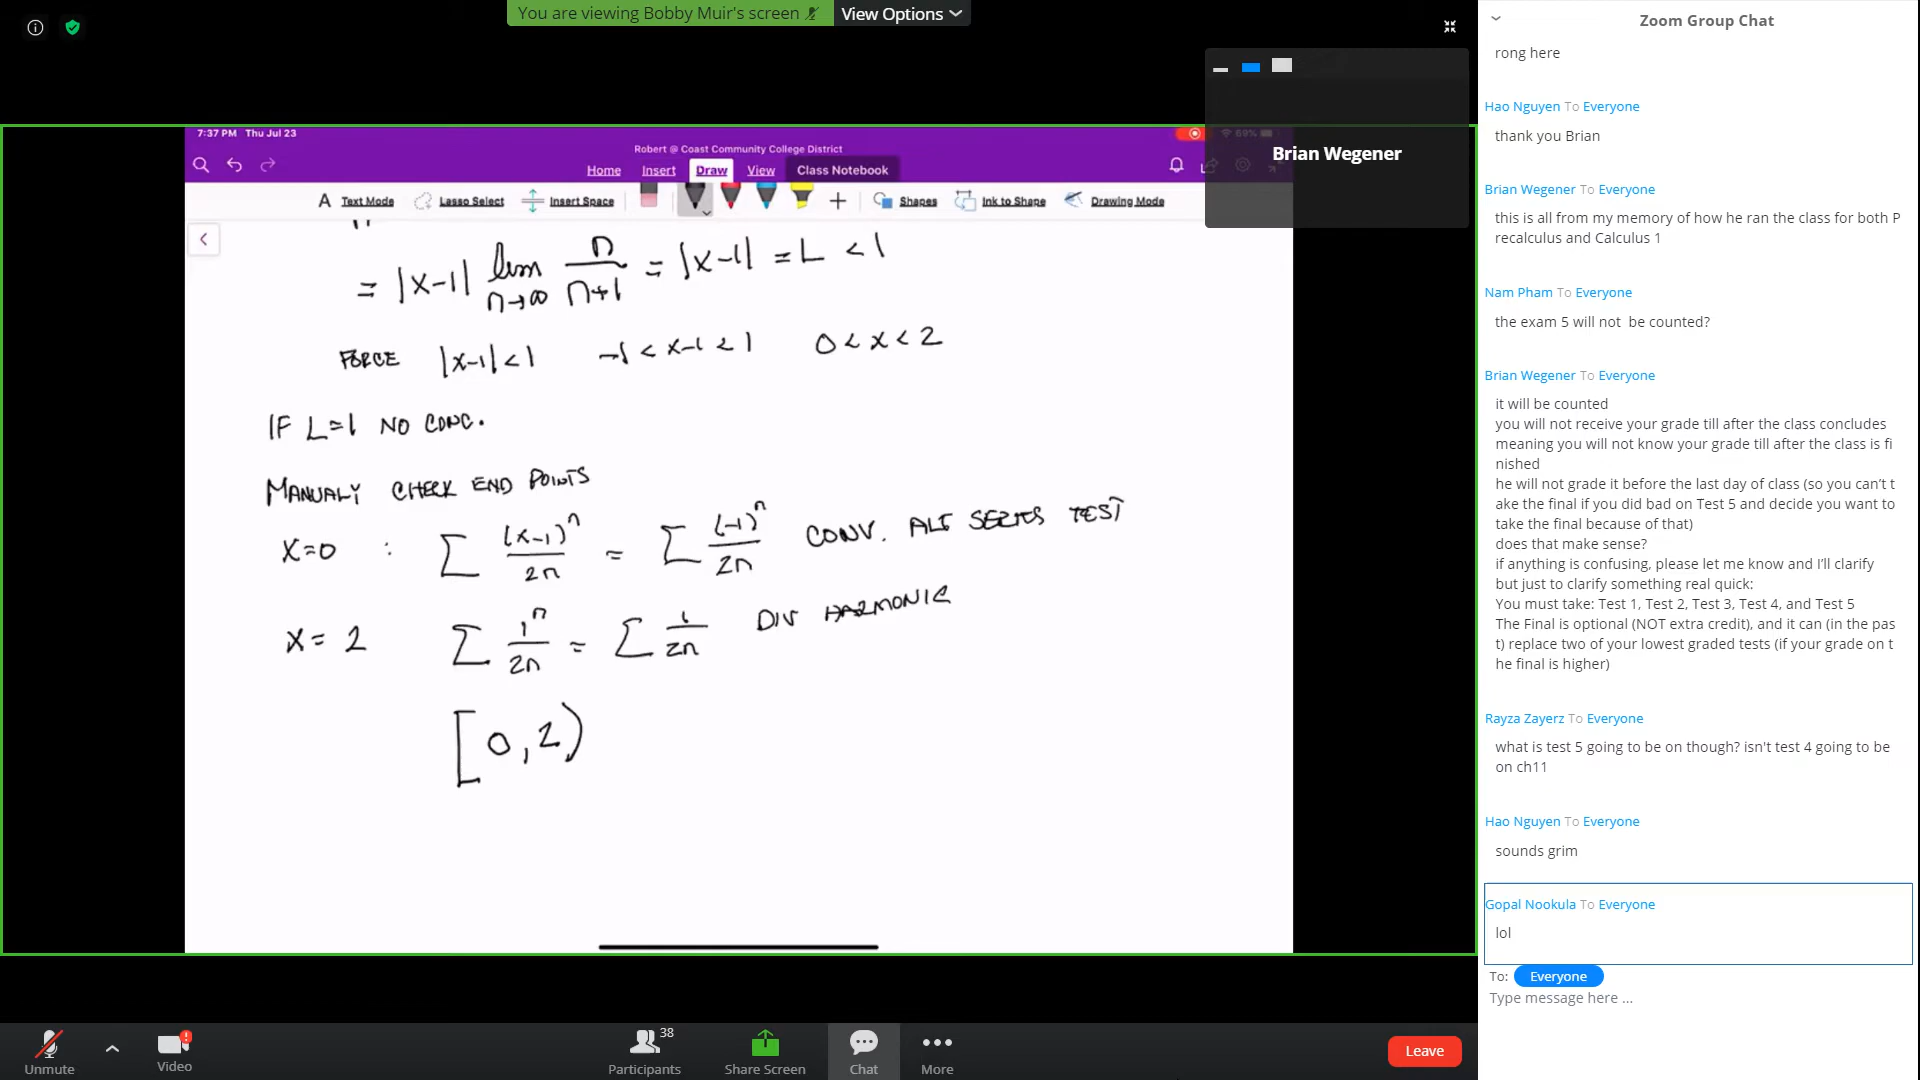 You are viewing Bobby Muir's screen
View Options
7:37 PM Thu Jul 23
69%
Robert @ Coast Community College District
Home Insert Draw View Class Notebook
Text Mode Lasso Select Insert Space Shapes Ink to Shape Drawing Mode
= |x-1| lim n→∞ n/(n+1) = |x-1| = L < 1
FORCE |x-1| < 1 -1 < x-1 < 1 0 < x < 2
IF L=1 NO CONC.
MANUALY CHECK END POINTS
X=0 : Σ (x-1)^n/2n = Σ (-1)^n/2n CONV. ALT SERIES TEST
X= 2 Σ 1^n/2n = Σ 1/2n DIV HARMONIC
[0,2)
Brian Wegener
Zoom Group Chat
rong here
Hao Nguyen To Everyone
thank you Brian
Brian Wegener To Everyone
this is all from my memory of how he ran the class for both P
recalculus and Calculus 1
Nam Pham To Everyone
the exam 5 will not be counted?
Brian Wegener To Everyone
it will be counted
you will not receive your grade till after the class concludes
meaning you will not know your grade till after the class is fi
nished
he will not grade it before the last day of class (so you can't t
ake the final if you did bad on Test 5 and decide you want to
take the final because of that)
does that make sense?
if anything is confusing, please let me know and I'll clarify
but just to clarify something real quick:
You must take: Test 1, Test 2, Test 3, Test 4, and Test 5
The Final is optional (NOT extra credit), and it can (in the pas
t) replace two of your lowest graded tests (if your grade on t
he final is higher)
Rayza Zayerz To Everyone
what is test 5 going to be on though? isn't test 4 going to be
on ch11
Hao Nguyen To Everyone
sounds grim
Gopal Nookula To Everyone
lol
To: Everyone
Type message here ...
Unmute
Video
38
Participants
Share Screen
Chat
More
Leave